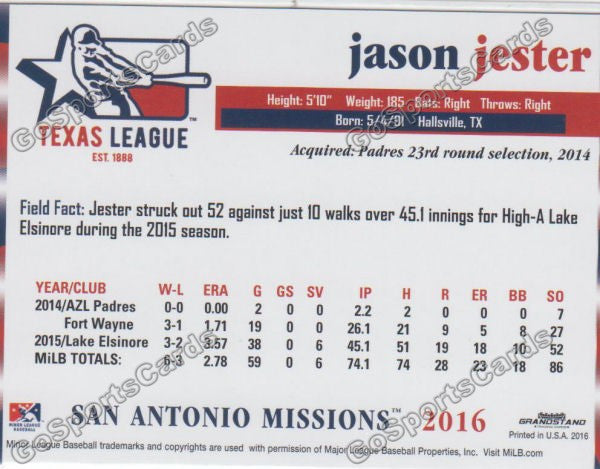 jason jester
Height: 5'10" Weight: 185 Bats: Right Throws: Right
Born: 5/4/91 Hallsville, TX
Acquired: Padres 23rd round selection, 2014
TEXAS LEAGUE
EST. 1888
Field Fact: Jester struck out 52 against just 10 walks over 45.1 innings for High-A Lake
Elsinore during the 2015 season.
YEAR/CLUB W-L ERA G GS SV IP H R ER BB SO
2014/AZL Padres 0-0 0.00 2 0 0 2.2 2 0 0 0 7
Fort Wayne 3-1 1.71 19 0 0 26.1 21 9 5 8 27
2015/Lake Elsinore 3-2 3.57 38 0 6 45.1 51 19 18 10 52
MiLB TOTALS: 6-3 2.78 59 0 6 74.1 74 28 23 18 86
SAN ANTONIO MISSIONS™ 2016
MINOR LEAGUE
BASEBALL
GRANDSTAND
Printed in U.S.A. 2016
Minor League Baseball trademarks and copyrights are used with permission of Major League Baseball Properties, Inc. Visit MiLB.com.
GoSportsCards
GoSportsCards
GoSportsCards
GoSportsCards
GoSportsCards